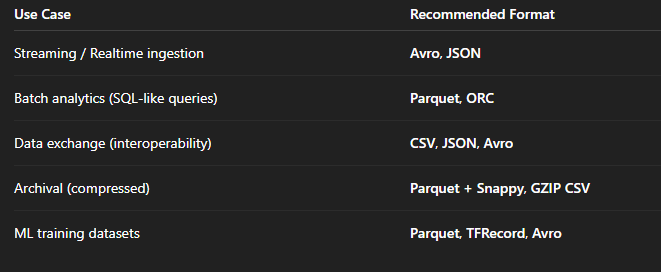 Use Case Recommended Format
Streaming / Realtime ingestion Avro, JSON
Batch analytics (SQL-like queries) Parquet, ORC
Data exchange (interoperability) CSV, JSON, Avro
Archival (compressed) Parquet + Snappy, GZIP CSV
ML training datasets Parquet, TFRecord, Avro